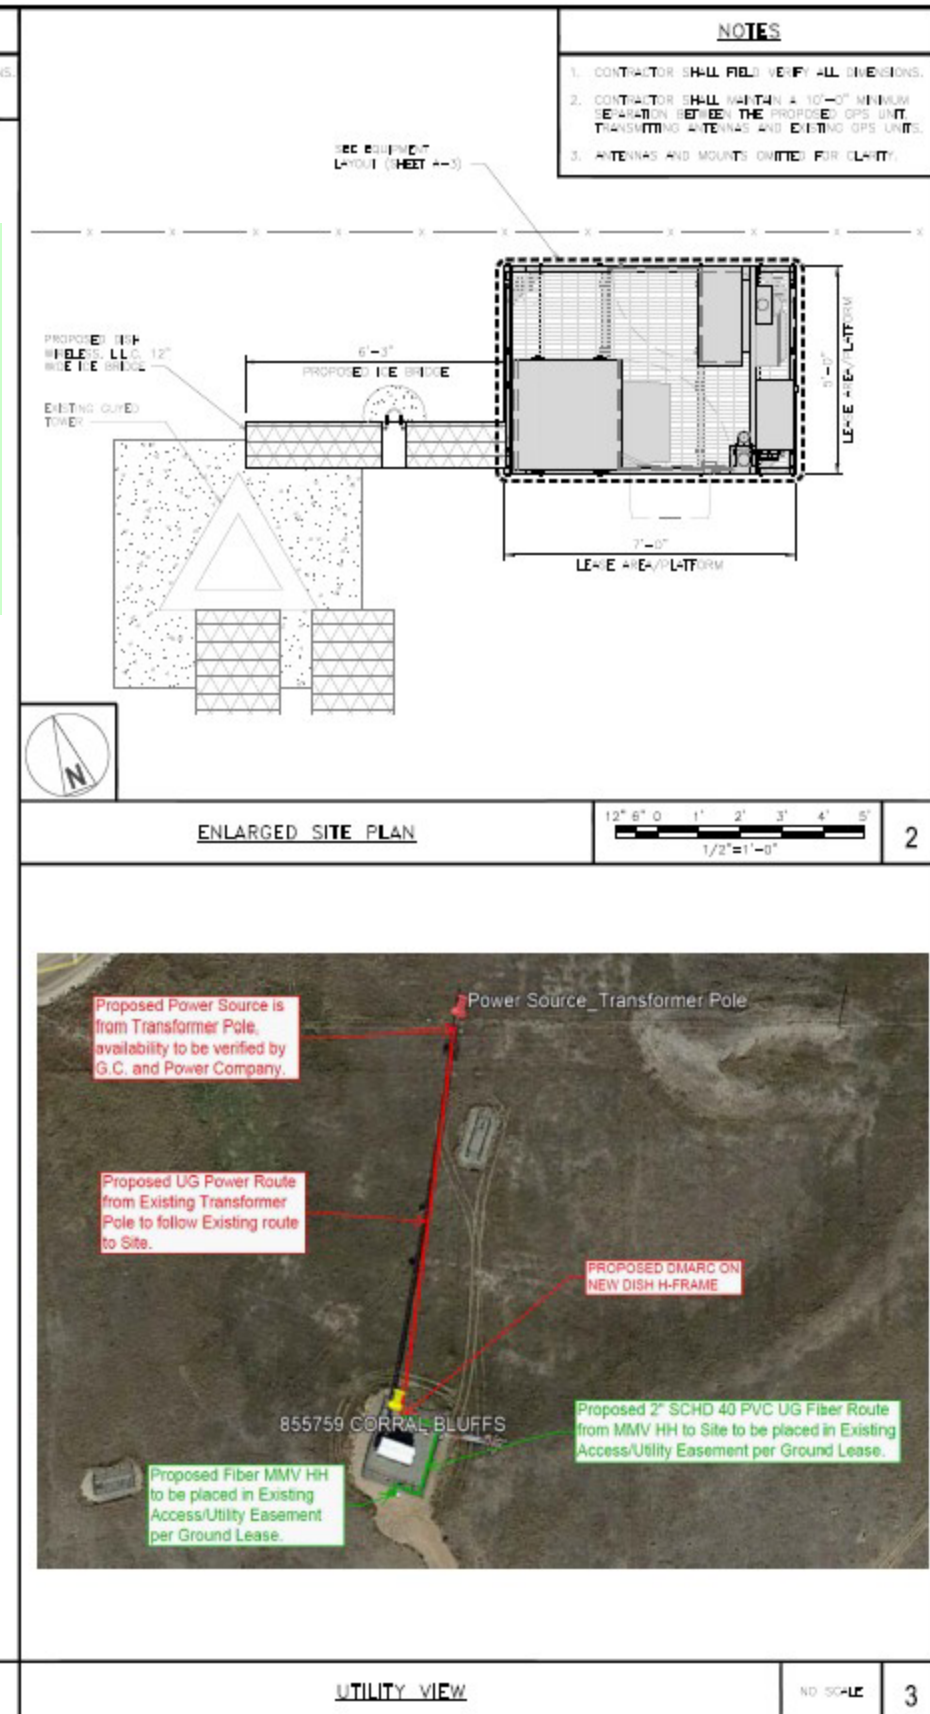 NOTES
1. CONTRACTOR SHALL FIELD VERIFY ALL DIMENSIONS.
2. CONTRACTOR SHALL MAINTAIN A 10'-0" MINIMUM
SEPARATION BETWEEN THE PROPOSED GPS UNIT,
TRANSMITTING ANTENNAS AND EXISTING GPS UNITS.
3. ANTENNAS AND MOUNTS OMITTED FOR CLARITY.
SEE EQUIPMENT
LAYOUT (SHEET A-3)
PROPOSED DISH
WIRELESS, L.L.C. 12"
WIDE ICE BRIDGE
EXISTING GUYED
TOWER
6'-3"
PROPOSED ICE BRIDGE
5'-0"
LEASE AREA/PLATFORM
7'-0"
LEASE AREA/PLATFORM
N
ENLARGED SITE PLAN
12" 6" 0 1' 2' 3' 4' 5'
1/2"=1'-0"
2
Power Source_Transformer Pole
Proposed Power Source is
from Transformer Pole,
availability to be verified by
G.C. and Power Company.
Proposed UG Power Route
from Existing Transformer
Pole to follow Existing route
to Site.
PROPOSED DMARC ON
NEW DISH H-FRAME
855759 CORRAL BLUFFS
Proposed 2" SCHD 40 PVC UG Fiber Route
from MMV HH to Site to be placed in Existing
Access/Utility Easement per Ground Lease.
Proposed Fiber MMV HH
to be placed in Existing
Access/Utility Easement
per Ground Lease.
UTILITY VIEW
NO SCALE
3